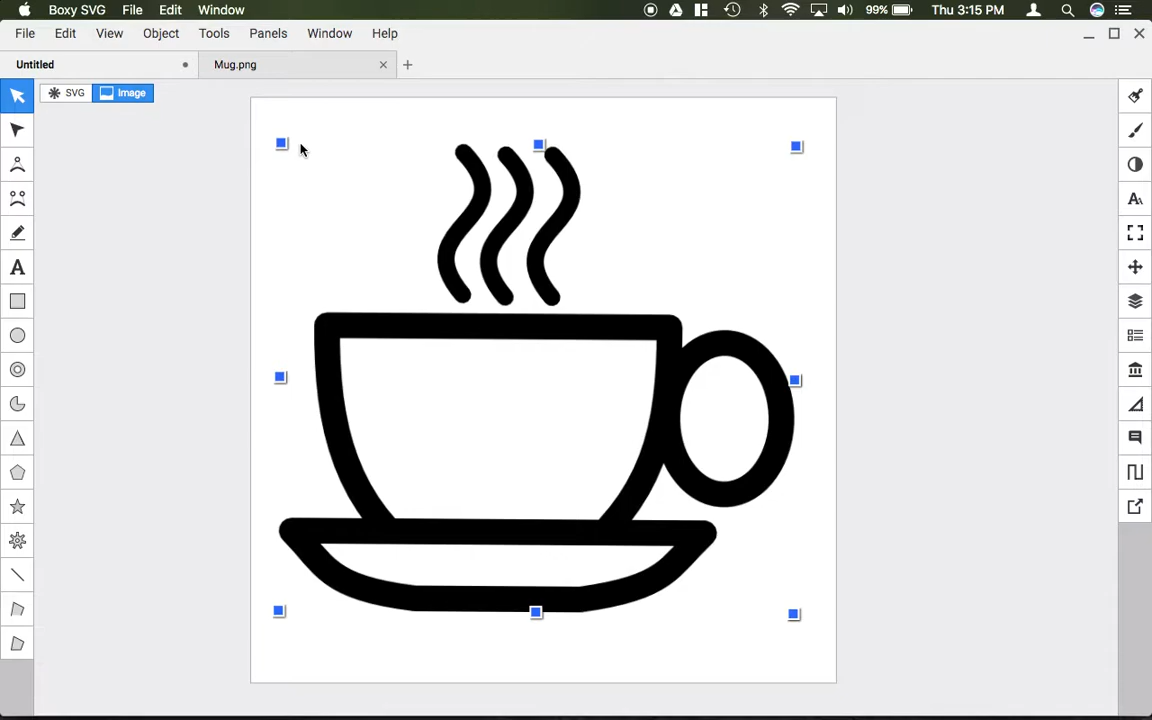 Boxy SVG File Edit Window 99% Thu 3:15 PM
File Edit View Object Tools Panels Window Help
Untitled Mug.png
SVG Image
A